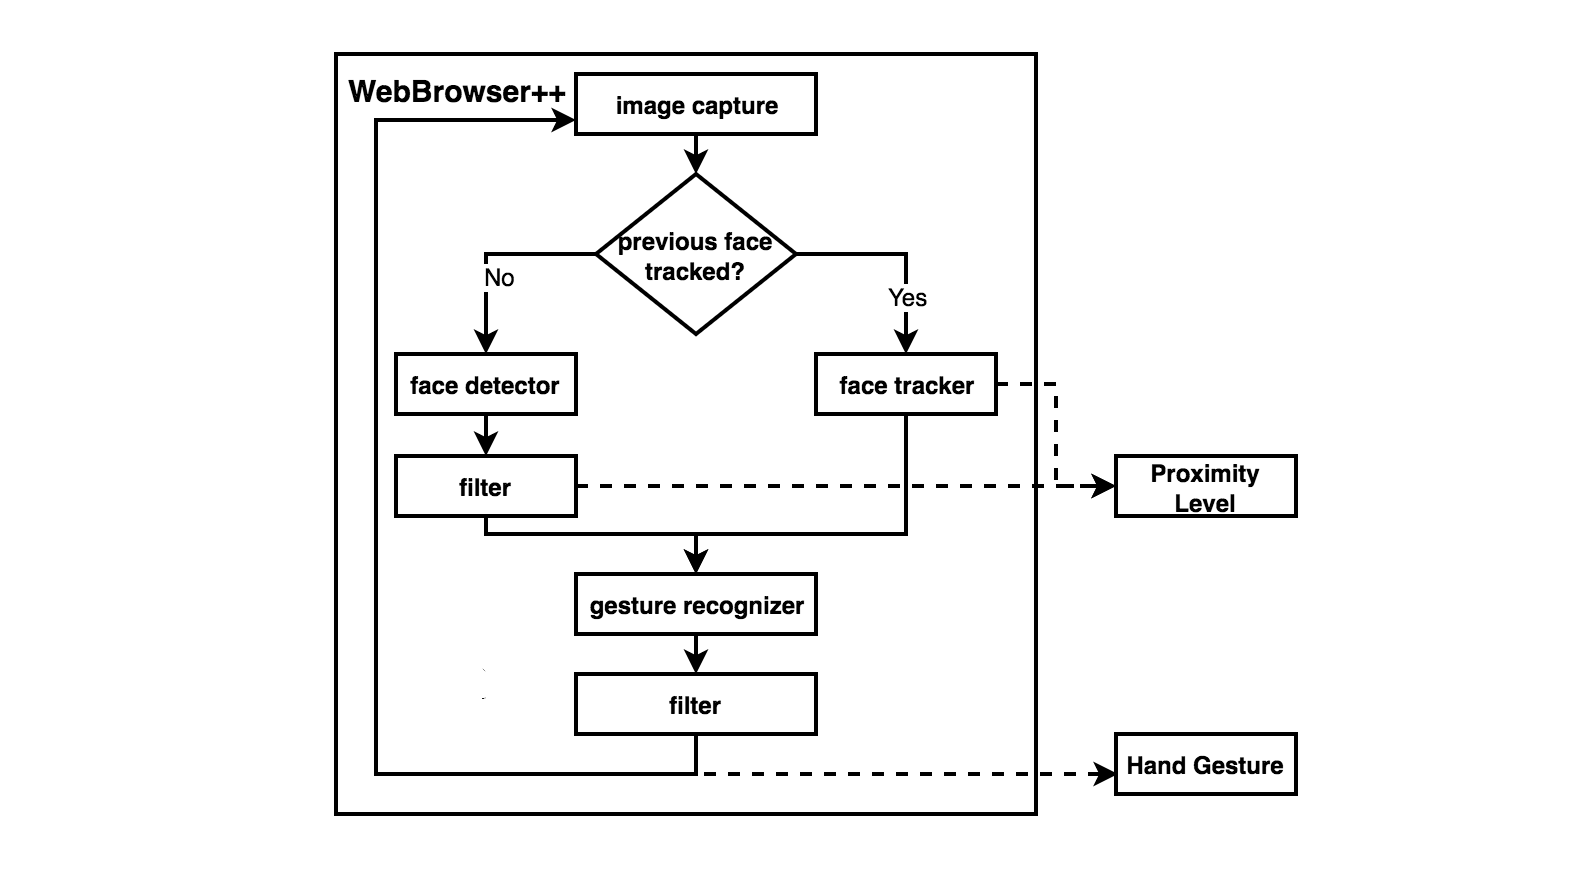 WebBrowser++
image capture
previous face
tracked?
No
Yes
face detector
face tracker
filter
Proximity
Level
gesture recognizer
filter
Hand Gesture